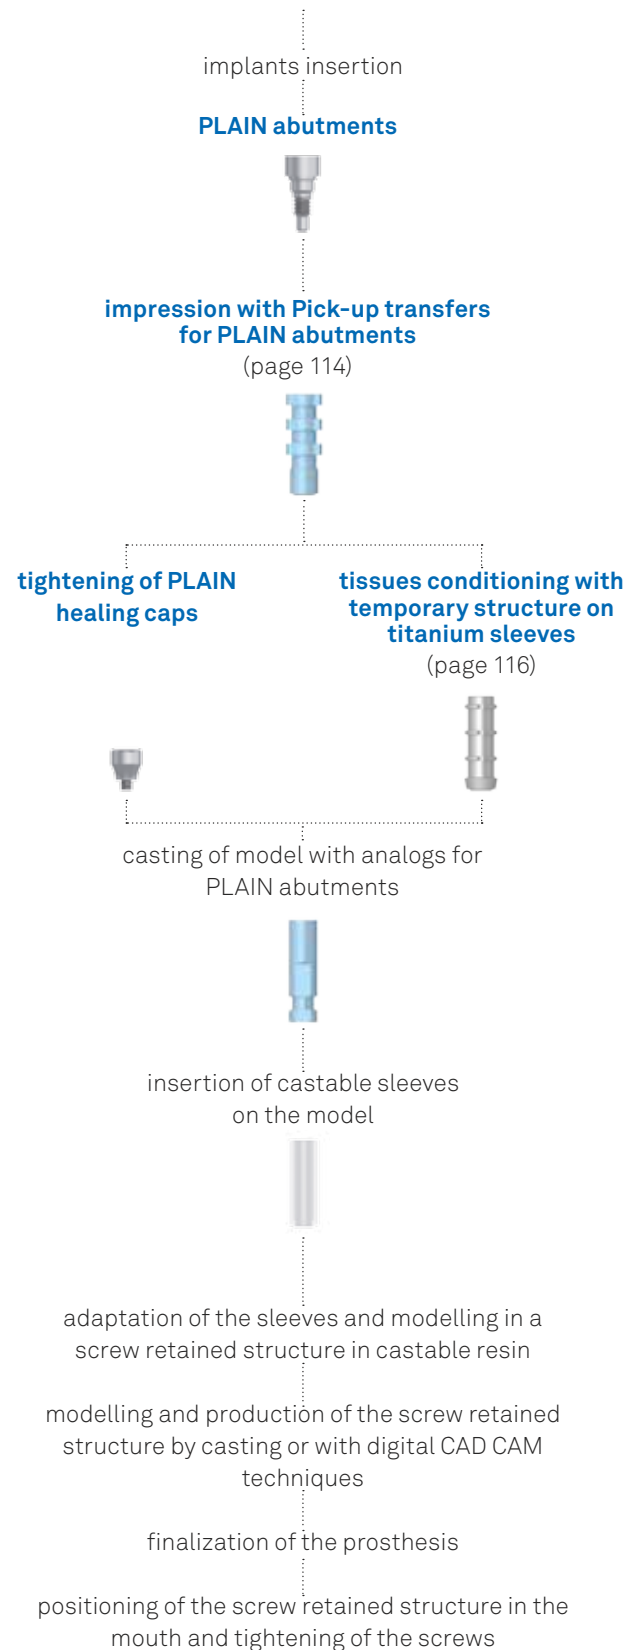 implants insertion
PLAIN abutments
impression with Pick-up transfers
for PLAIN abutments
(page 114)
tightening of PLAIN
healing caps
tissues conditioning with
temporary structure on
titanium sleeves
(page 116)
casting of model with analogs for
PLAIN abutments
insertion of castable sleeves
on the model
adaptation of the sleeves and modelling in a
screw retained structure in castable resin
modelling and production of the screw retained
structure by casting or with digital CAD CAM
techniques
finalization of the prosthesis
positioning of the screw retained structure in the
mouth and tightening of the screws